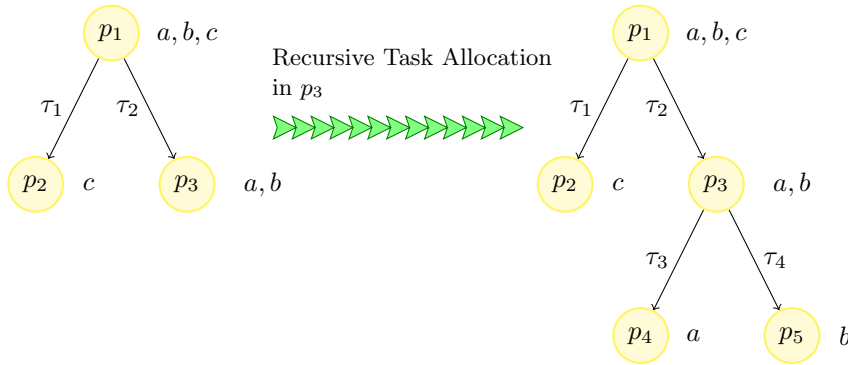 p₁ a, b, c
τ₁ τ₂
p₂ c p₃ a, b
Recursive Task Allocation
in p₃
p₁ a, b, c
τ₁ τ₂
p₂ c p₃ a, b
τ₃ τ₄
p₄ a p₅ b